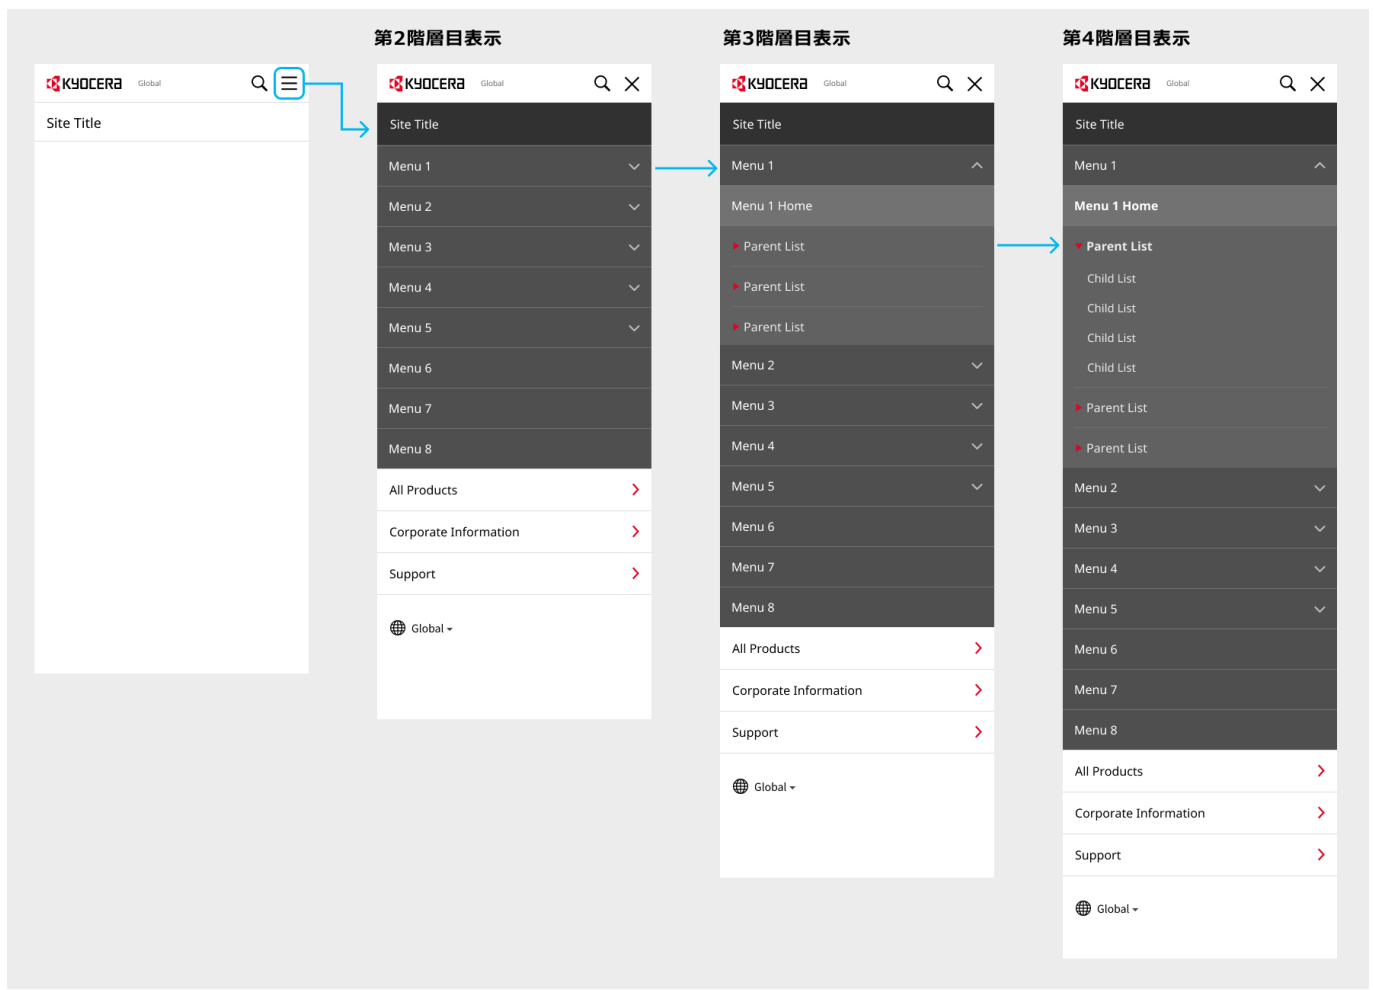 KYOCERA Global
Site Title
第2階層目表示
KYOCERA Global
Site Title
Menu 1
Menu 2
Menu 3
Menu 4
Menu 5
Menu 6
Menu 7
Menu 8
All Products
Corporate Information
Support
Global
第3階層目表示
KYOCERA Global
Site Title
Menu 1
Menu 1 Home
Parent List
Parent List
Parent List
Menu 2
Menu 3
Menu 4
Menu 5
Menu 6
Menu 7
Menu 8
All Products
Corporate Information
Support
Global
第4階層目表示
KYOCERA Global
Site Title
Menu 1
Menu 1 Home
Parent List
Child List
Child List
Child List
Child List
Parent List
Parent List
Menu 2
Menu 3
Menu 4
Menu 5
Menu 6
Menu 7
Menu 8
All Products
Corporate Information
Support
Global